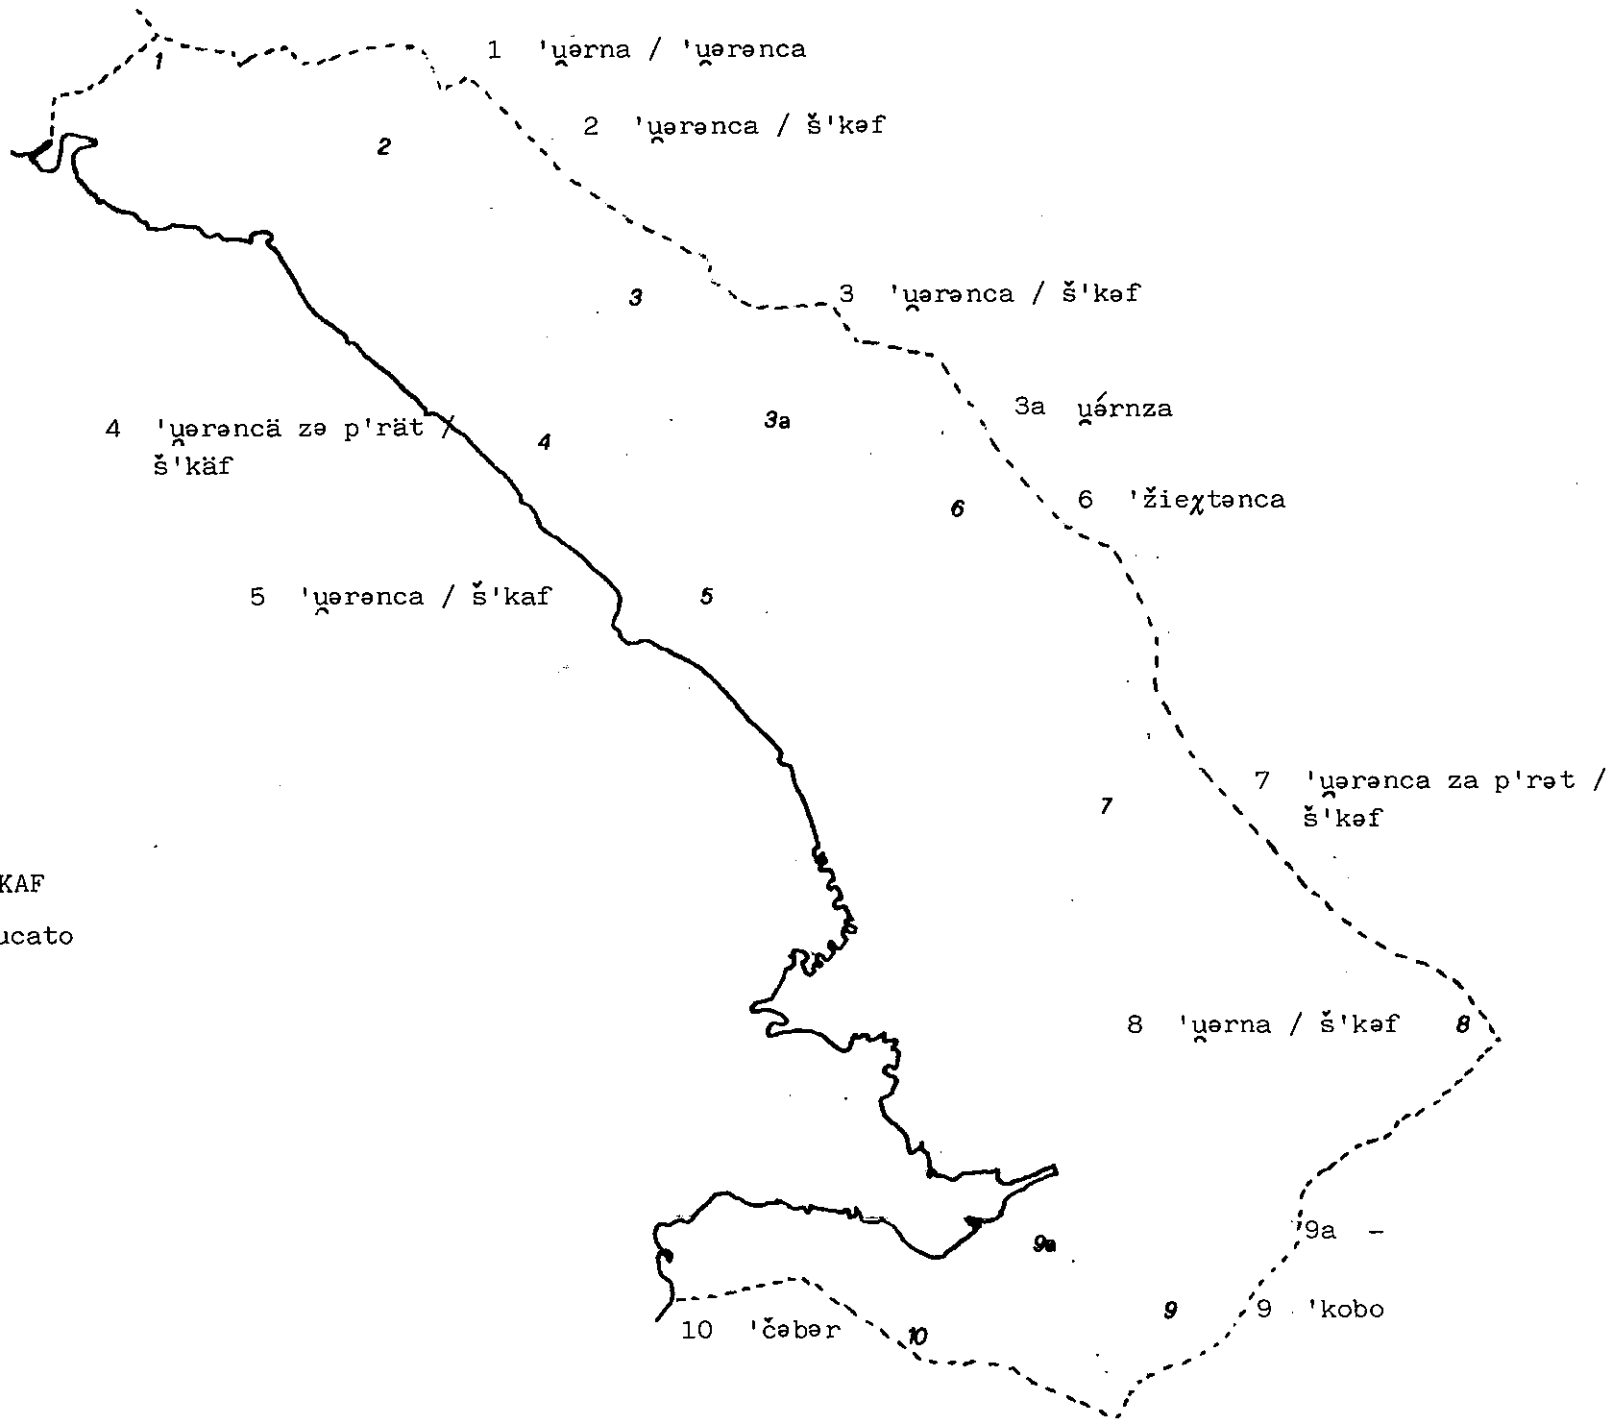 1 'u̯ərna / 'u̯ərənca
1
2 'u̯ərənca / š'kəf
2
3 'u̯ərənca / š'kəf
3
3a u̯ə́rnza
3a
4 'u̯ərəncä zə p'rät /
š'käf
4
6 'žieχtənca
6
5 'u̯ərənca / š'kaf
5
7 'u̯ərənca za p'rət /
š'kəf
7
KAF
ucato
8 'u̯ərna / š'kəf
8
9a -
9a
9 'kobo
9
10 'čəbər
10